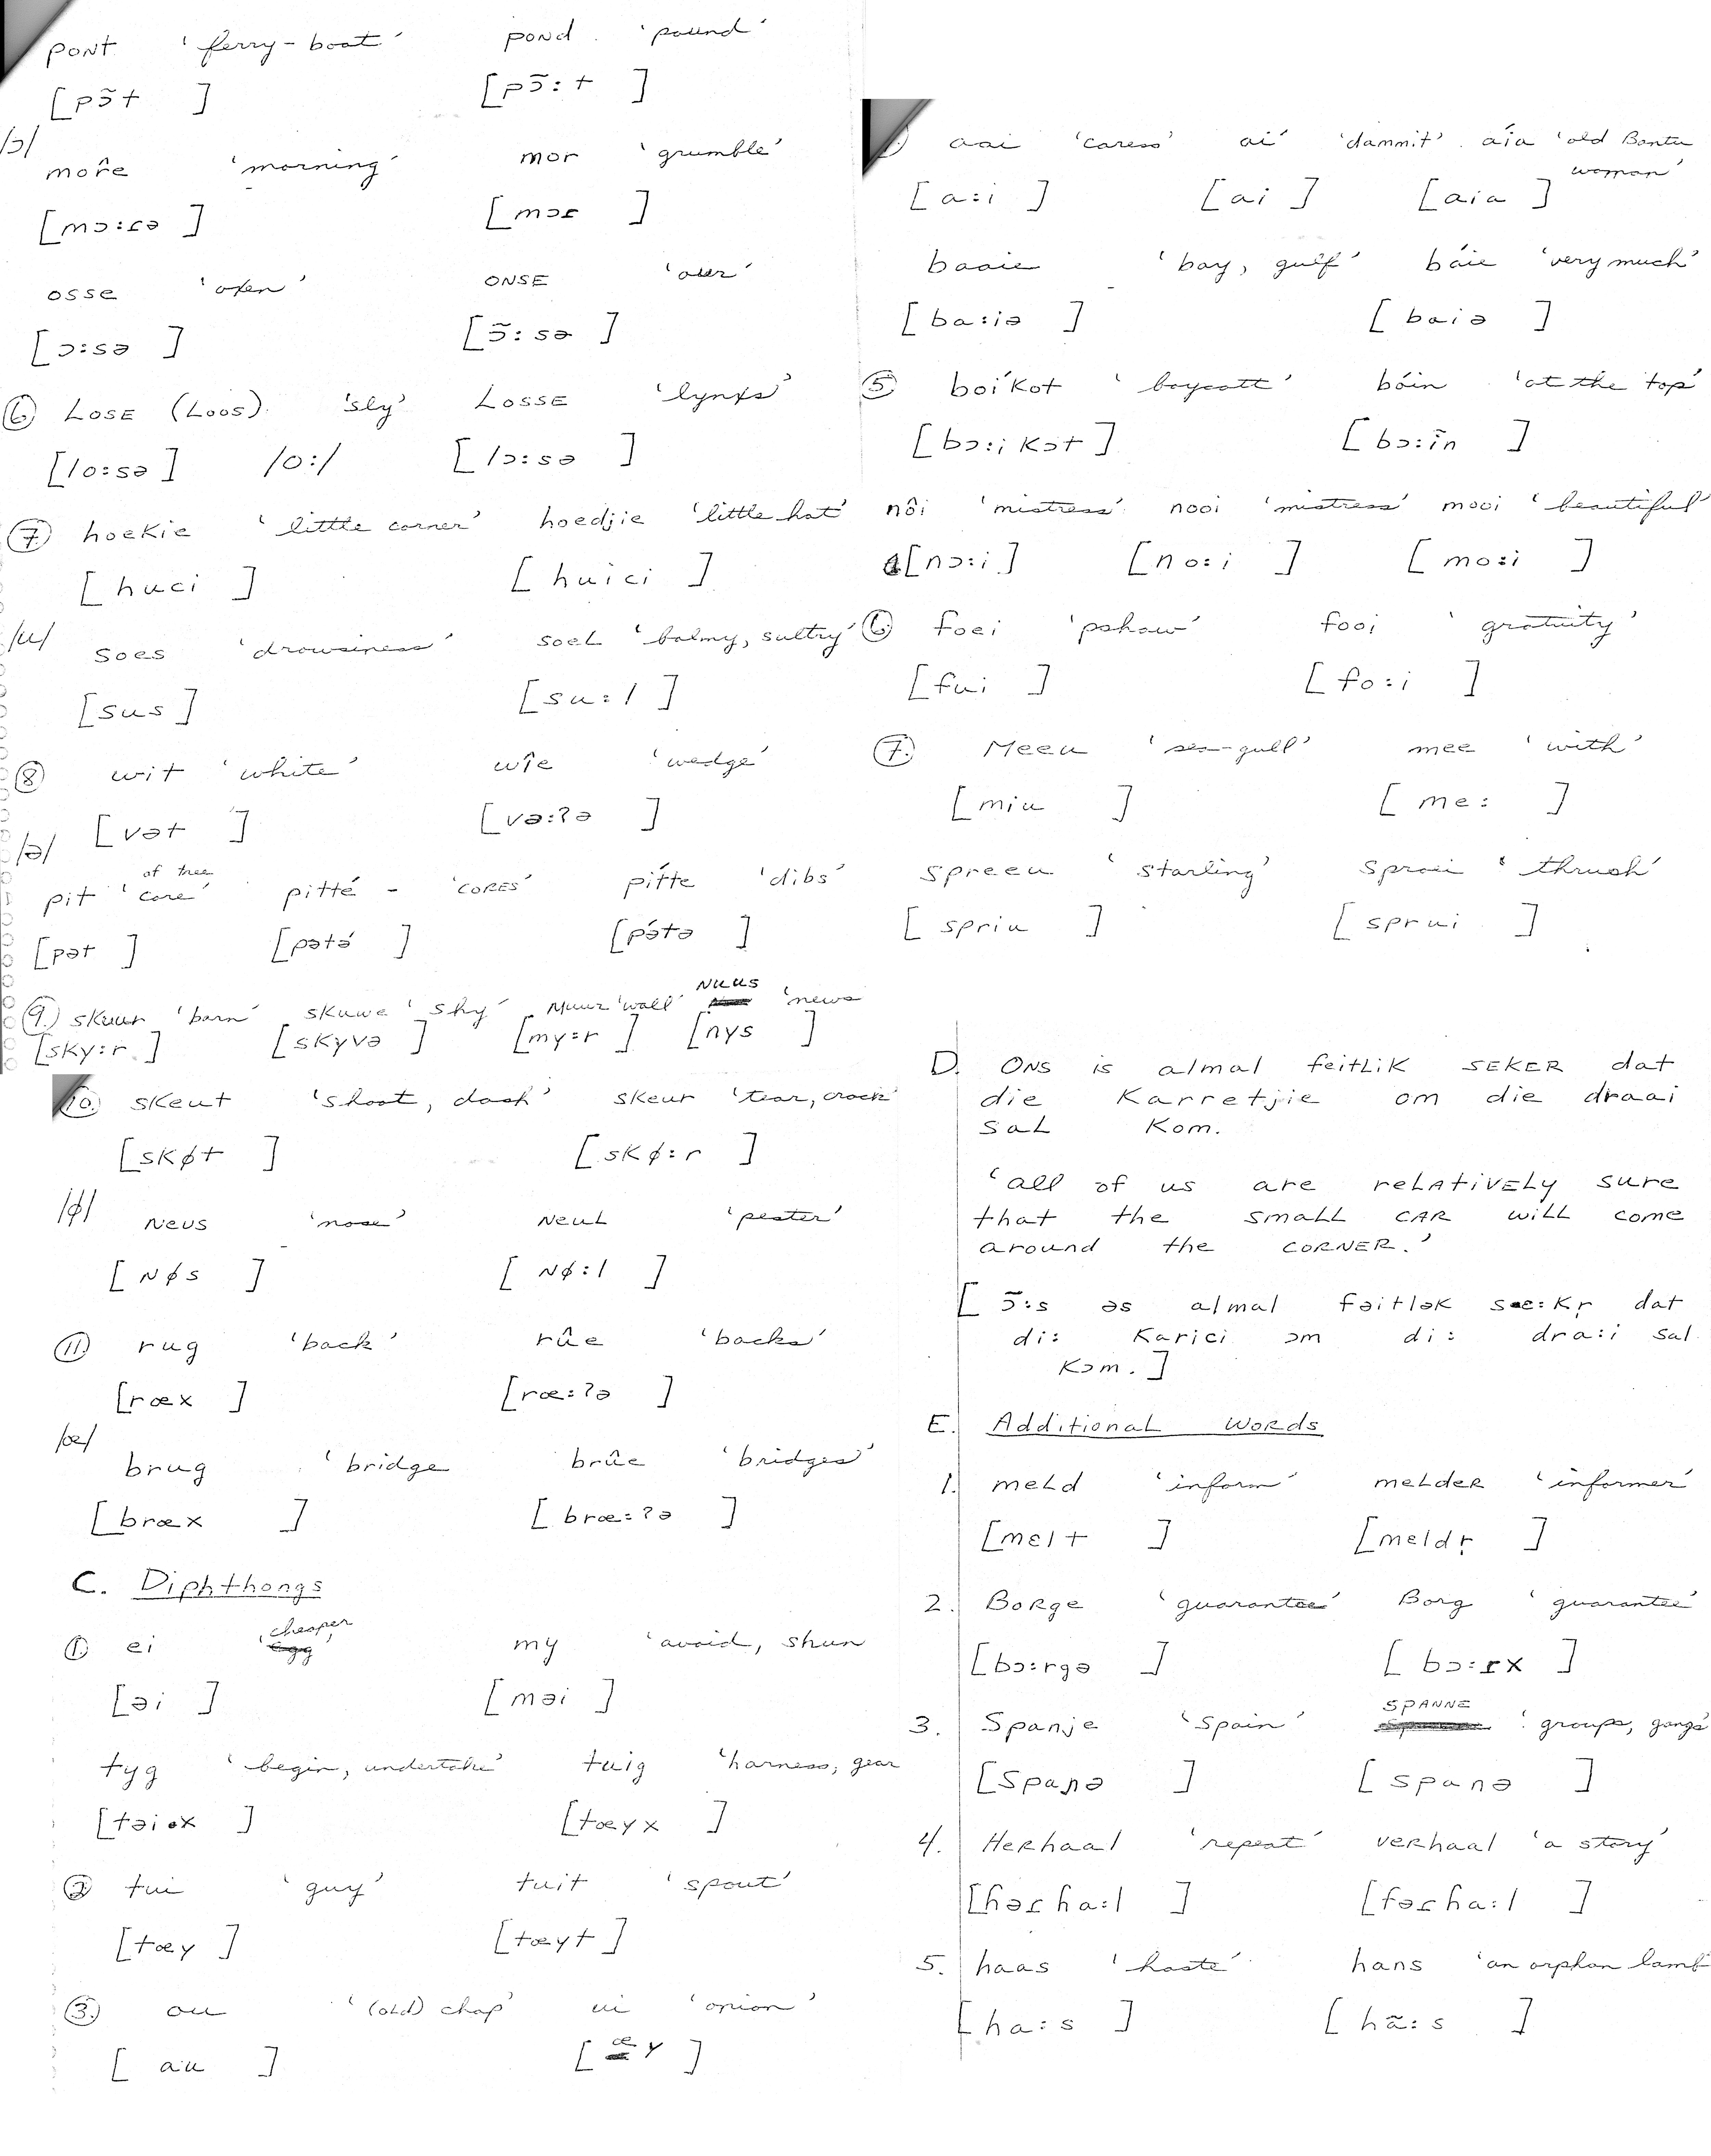 pont 'ferry-boat' pond 'pound'
[pɔ̃t ] [pɔ̃:t ]
/ɔ/
môre 'morning' mor 'grumble'
[mɔ:ɾə ] [mɔɾ ]
osse 'oxen' ONSE 'our'
[ɔ:sə ] [ɔ̃:sə ]
⑥ LOSE (LOOS) 'sly' LOSSE 'lynxs'
[lo:sə] /o:/ [lɔ:sə ]
⑦ hoekie 'little corner' hoedjie 'little hat'
[huci ] [huici ]
/u/ soes 'drowsiness' soeL 'balmy, sultry'
[sus] [su:l ]
⑧ wit 'white' wîe 'wedge'
[vət ] [və:ʔə ]
/ə/
pit 'core of tree' pitté - 'CORES' pítte 'dibs'
[pət ] [pətə́ ] [pə́tə ]
⑨ skuur 'barn' skuwe 'shy' Muur 'wall' NUUS 'news
[sky:r ] [skyvə ] [my:r ] [nys ]
⑩ skeut 'shoot, dash' skeur 'tear, crack'
[skøt ] [skø:r ]
/ø/ NEUS 'nose' NEUL 'pester'
[Nøs ] [Nø:l ]
⑪ rug 'back' rûe 'backs'
[rœx ] [rœ:ʔə ]
/œ/
brug 'bridge brûe 'bridges'
[brœx ] [brœ:ʔə ]
C. Diphthongs
① ei 'cheaper' my 'avoid, shun
[əi ] [məi ]
tyg 'begin, undertake' tuig 'harness, gear
[təix ] [tœyx ]
② tui 'guy' tuit 'spout'
[tœy ] [tœyt ]
③ ou '(OLD) chap' ui 'onion'
[au ] [œy ]
aai 'caress' ai' 'dammit' aía 'old Bantu woman'
[a:i ] [ai ] [aia ]
baaie 'bay, gulf' báie 'very much'
[ba:iə ] [baiə ]
⑤ boíkot 'boycott' bóin 'at the top'
[bɔ:ikɔt ] [bɔ:ĩn ]
nôi 'mistress' nooi 'mistress' mooi 'beautiful'
[nɔ:i] [no:i ] [mo:i ]
⑥ foei 'pshaw' fooi 'gratuity'
[fui ] [fo:i ]
⑦ Meeu 'sea-gull' mee 'with'
[miu ] [me: ]
spreeu 'starling' sproei 'thrush'
[spriu ] [sprui ]
D. ONS is almal feitLik SEKER dat
die Karretjie om die draai
saL Kom.
'all of us are reLAtiVELy sure
that the smaLL CAR wiLL come
around the CORNER.'
[ɔ̃:s əs almal fəitlək sœ:kr̩ dat
di: Karici ɔm di: dra:i sal
Kɔm.]
E. Additional Words
1. meLd 'inform' meLdER 'informer'
[mɛlt ] [mɛldr̩ ]
2. BoRge 'guarantee' Borg 'guarantee'
[bɔ:rgə ] [bɔ:ɾx ]
3. Spanje 'Spain' SPANNE 'groups, gangs'
[spaɲə ] [spanə ]
4. HeRhaal 'repeat' veRhaal 'a story'
[həɾha:l ] [fəɾha:l ]
5. haas 'haste' hans 'an orphan lamb'
[ha:s ] [hã:s ]